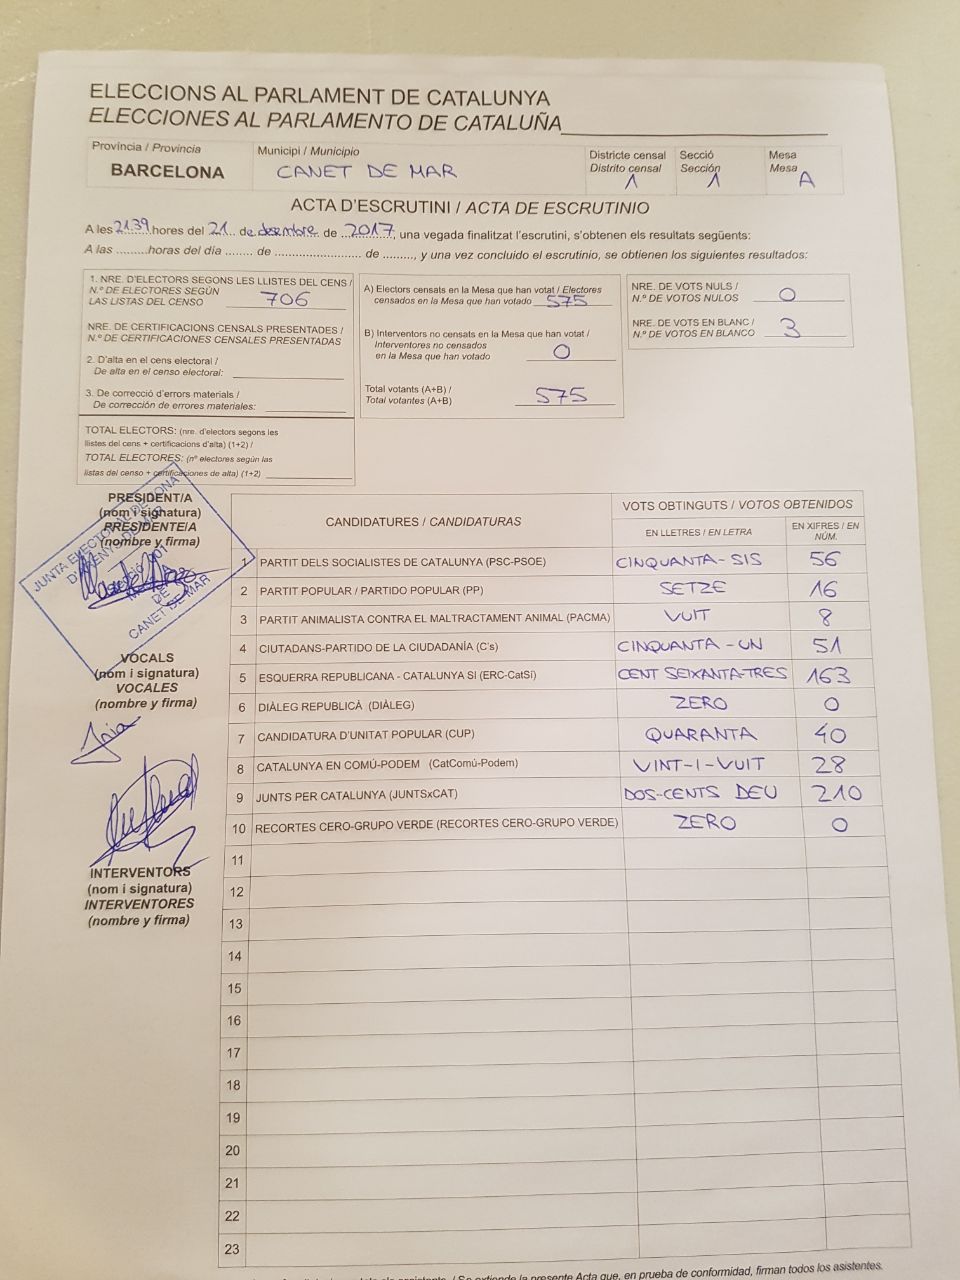 ELECCIONS AL PARLAMENT DE CATALUNYA
ELECCIONES AL PARLAMENTO DE CATALUÑA
Província / Provincia
BARCELONA
Municipi / Municipio
CANET DE MAR
Districte censal
Distrito censal
1
Secció
Sección
1
Mesa
Mesa
A
ACTA D'ESCRUTINI / ACTA DE ESCRUTINIO
A les 2139 hores del 21 de desembre de 2017, una vegada finalitzat l'escrutini, s'obtenen els resultats següents:
A las .........horas del día ........ de .......................... de ........, y una vez concluido el escrutinio, se obtienen los siguientes resultados:
1. NRE. D'ELECTORS SEGONS LES LLISTES DEL CENS /
N.º DE ELECTORES SEGÚN
LAS LISTAS DEL CENSO 706
NRE. DE CERTIFICACIONS CENSALS PRESENTADES /
N.º DE CERTIFICACIONES CENSALES PRESENTADAS
2. D'alta en el cens electoral /
De alta en el censo electoral:
3. De correcció d'errors materials /
De corrección de errores materiales:
TOTAL ELECTORS: (nre. d'electors segons les
llistes del cens + certificacions d'alta) (1+2) /
TOTAL ELECTORES: (nº electores según las
listas del censo + certificaciones de alta) (1+2)
A) Electors censats en la Mesa que han votat / Electores
censados en la Mesa que han votado 575
B) Interventors no censats en la Mesa que han votat /
Interventores no censados
en la Mesa que han votado 0
Total votants (A+B) /
Total votantes (A+B) 575
NRE. DE VOTS NULS /
N.º DE VOTOS NULOS 0
NRE. DE VOTS EN BLANC /
N.º DE VOTOS EN BLANCO 3
PRESIDENT/A
(nom i signatura)
PRESIDENTE/A
(nombre y firma)
JUNTA ELECTORAL DE ZONA
D'ARENYS DE MAR
CANET DE MAR
VOCALS
(nom i signatura)
VOCALES
(nombre y firma)
INTERVENTORS
(nom i signatura)
INTERVENTORES
(nombre y firma)
CANDIDATURES / CANDIDATURAS
VOTS OBTINGUTS / VOTOS OBTENIDOS
EN LLETRES / EN LETRA
EN XIFRES / EN NÚM.
1 PARTIT DELS SOCIALISTES DE CATALUNYA (PSC-PSOE) CINQUANTA-SIS 56
2 PARTIT POPULAR / PARTIDO POPULAR (PP) SETZE 16
3 PARTIT ANIMALISTA CONTRA EL MALTRACTAMENT ANIMAL (PACMA) VUIT 8
4 CIUTADANS-PARTIDO DE LA CIUDADANÍA (C's) CINQUANTA-UN 51
5 ESQUERRA REPUBLICANA - CATALUNYA SI (ERC-CatSí) CENT SEIXANTA-TRES 163
6 DIÀLEG REPUBLICÀ (DIÀLEG) ZERO 0
7 CANDIDATURA D'UNITAT POPULAR (CUP) QUARANTA 40
8 CATALUNYA EN COMÚ-PODEM (CatComú-Podem) VINT-I-VUIT 28
9 JUNTS PER CATALUNYA (JUNTSxCAT) DOS-CENTS DEU 210
10 RECORTES CERO-GRUPO VERDE (RECORTES CERO-GRUPO VERDE) ZERO 0
11
12
13
14
15
16
17
18
19
20
21
22
23
/ Se extiende la presente Acta que, en prueba de conformidad, firman todos los asistentes.